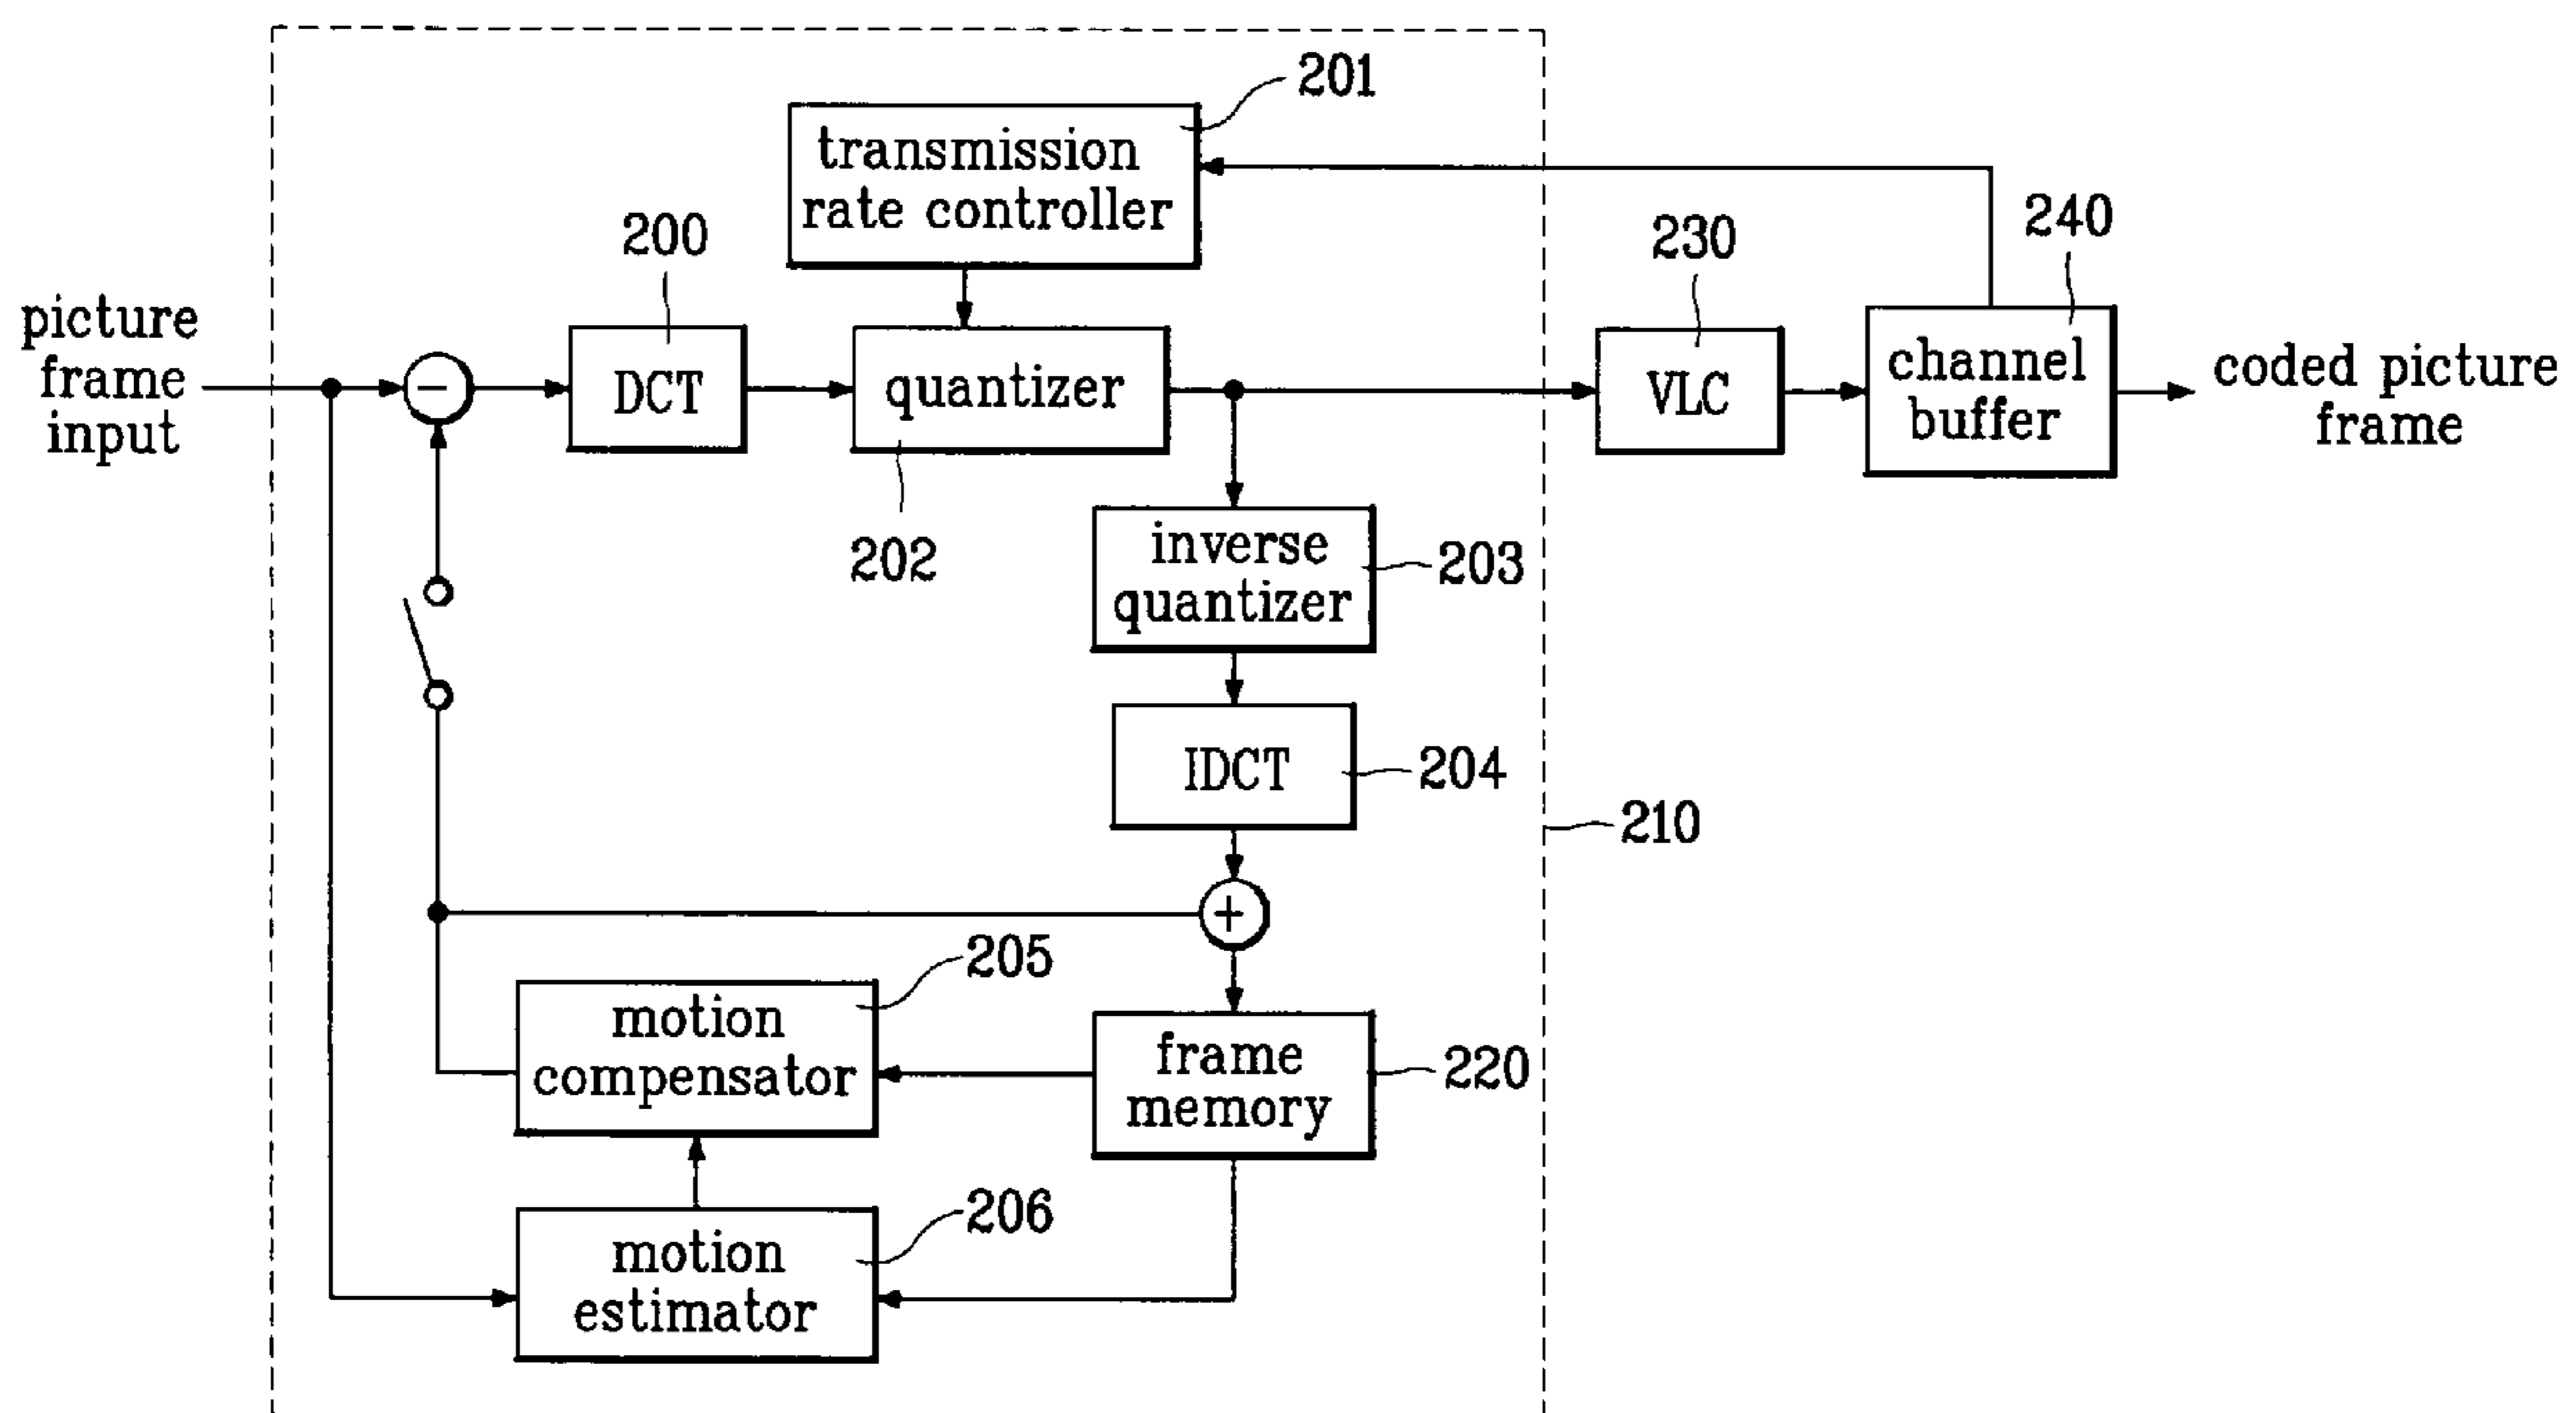 201
transmission
rate controller
200
230
240
picture
frame
input
−
DCT
quantizer
VLC
channel
buffer
coded picture
frame
202
inverse
quantizer
203
IDCT
204
210
+
205
motion
compensator
frame
memory
220
206
motion
estimator